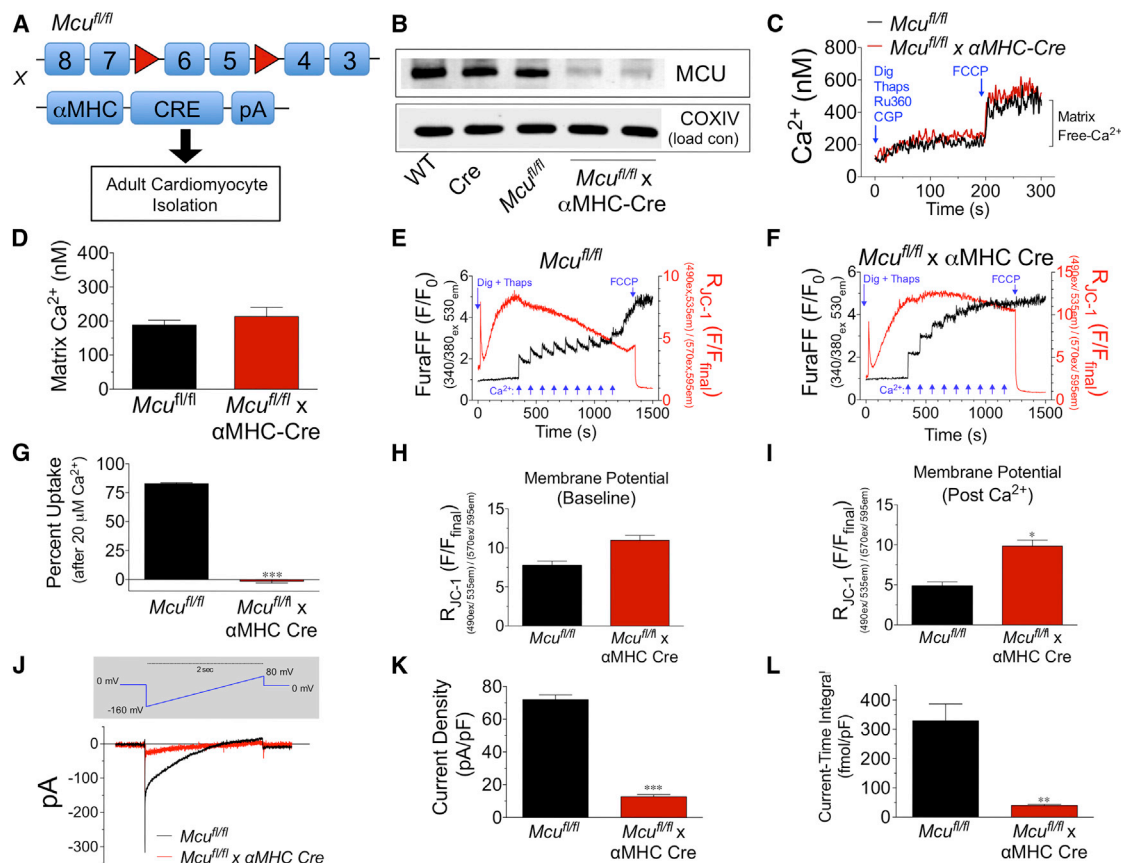 A
Mcu^fl/fl
x
8 7 6 5 4 3
αMHC CRE pA
Adult Cardiomyocyte
Isolation
B
MCU
COXIV
(load con)
WT
Cre
Mcu^fl/fl
Mcu^fl/fl x
αMHC-Cre
C
Mcu^fl/fl
Mcu^fl/fl x αMHC-Cre
Ca²⁺ (nM)
800
600
400
200
0
Dig
Thaps
Ru360
CGP
FCCP
Matrix
Free-Ca²⁺
0 100 200 300
Time (s)
D
Matrix Ca²⁺ (nM)
400
300
200
100
0
Mcu^fl/fl
Mcu^fl/fl x
αMHC-Cre
E
Mcu^fl/fl
FuraFF (F/F₀)
(340/380ex 530em)
6
4
2
0
Dig + Thaps
FCCP
Ca²⁺:
10
5
0
R_JC-1 (F/F_final)
(490ex/535em) / (570ex/595em)
0 500 1000 1500
Time (s)
F
Mcu^fl/fl x αMHC Cre
FuraFF (F/F₀)
(340/380ex 530em)
6
4
2
0
Dig + Thaps
FCCP
Ca²⁺:
15
10
5
0
R_JC-1 (F/F_final)
(490ex/535em) / (570ex/595em)
0 500 1000 1500
Time (s)
G
Percent Uptake
(after 20 μM Ca²⁺)
100
75
50
25
0
***
Mcu^fl/fl
Mcu^fl/fl x
αMHC Cre
H
Membrane Potential
(Baseline)
R_JC-1 (F/F_final)
(490ex/ 535em) / (570ex/ 595em)
15
10
5
0
Mcu^fl/fl
Mcu^fl/fl x
αMHC Cre
I
Membrane Potential
(Post Ca²⁺)
R_JC-1 (F/F_final)
(490ex/ 535em) / (570ex/ 595em)
15
10
5
0
*
Mcu^fl/fl
Mcu^fl/fl x
αMHC Cre
J
2 sec
0 mV
-160 mV
80 mV
0 mV
pA
0
-100
-200
-300
Mcu^fl/fl
Mcu^fl/fl x αMHC Cre
K
Current Density
(pA/pF)
80
60
40
20
0
***
Mcu^fl/fl
Mcu^fl/fl x
αMHC Cre
L
Current-Time Integral
(fmol/pF)
400
300
200
100
0
**
Mcu^fl/fl
Mcu^fl/fl x
αMHC Cre